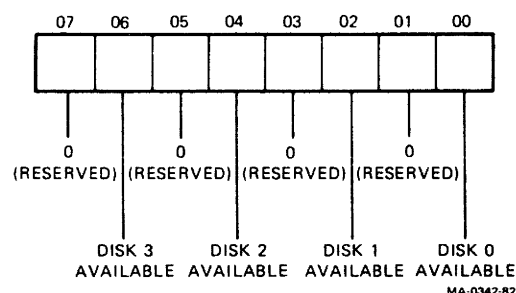 07 06 05 04 03 02 01 00
0 0 0 0
(RESERVED) (RESERVED) (RESERVED) (RESERVED)
DISK 3 DISK 2 DISK 1 DISK 0
AVAILABLE AVAILABLE AVAILABLE AVAILABLE
MA-0342-82